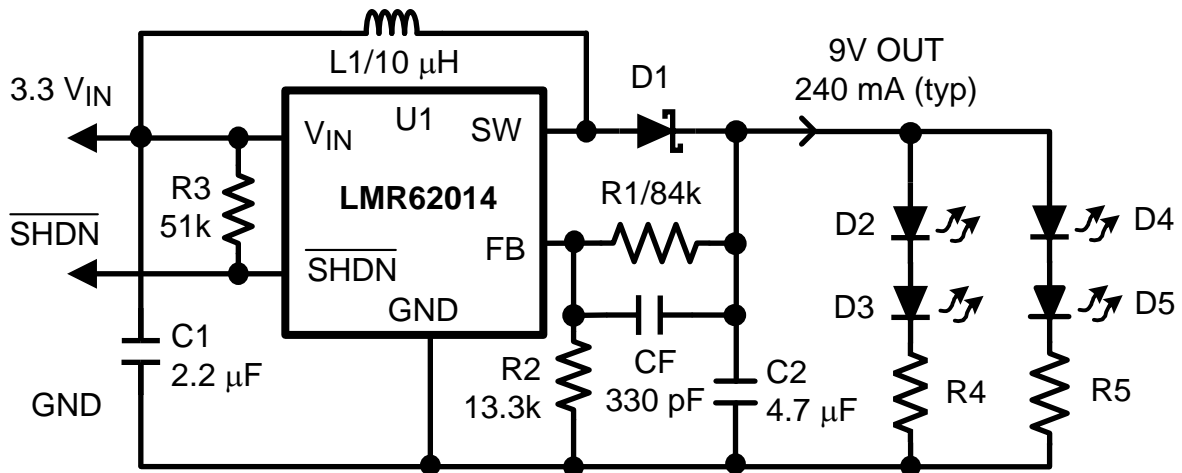 L1/10 μH
9V OUT
240 mA (typ)
D1
3.3 VIN
VIN
U1
SW
R3
51k
LMR62014
R1/84k
SHDN
SHDN
FB
GND
D2
D4
D3
D5
C1
2.2 μF
R2
13.3k
CF
330 pF
C2
4.7 μF
R4
R5
GND